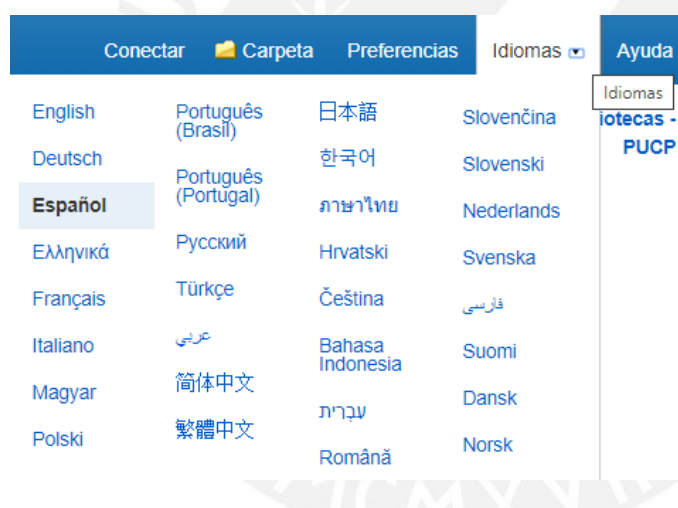 Conectar Carpeta Preferencias Idiomas Ayuda
Idiomas
iotecas -
PUCP
English
Deutsch
Español
Ελληνικά
Français
Italiano
Magyar
Polski
Português
(Brasil)
Português
(Portugal)
Русский
Türkçe
عربي
简体中文
繁體中文
日本語
한국어
ภาษาไทย
Hrvatski
Čeština
Bahasa
Indonesia
עברית
Română
Slovenčina
Slovenski
Nederlands
Svenska
فارسی
Suomi
Dansk
Norsk